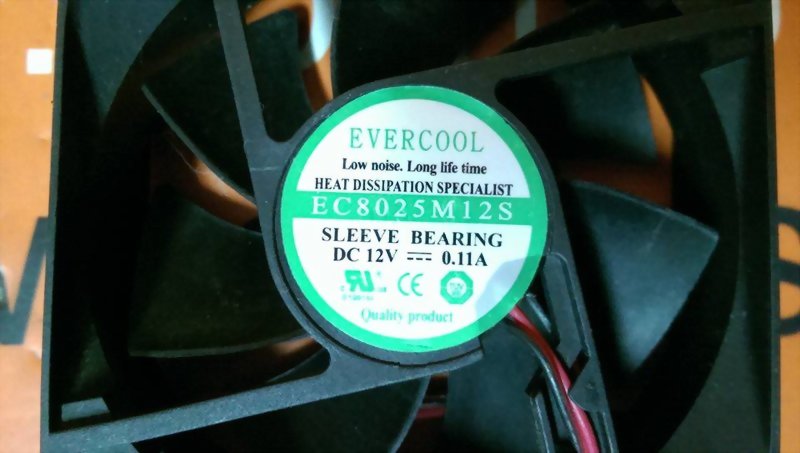 EVERCOOL
Low noise. Long life time
HEAT DISSIPATION SPECIALIST
EC8025M12S
SLEEVE BEARING
DC 12V ⎓ 0.11A
CE
Quality product